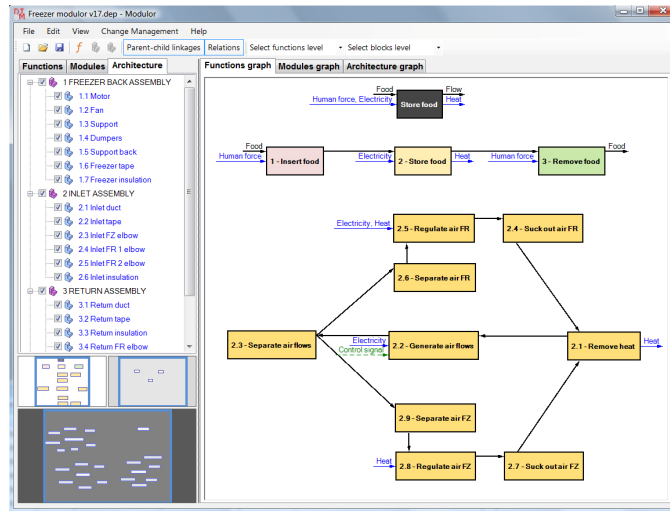 Freezer modulor v17.dep - Modulor
File Edit View Change Management Help
Parent-child linkages Relations Select functions level Select blocks level
Functions Modules Architecture
1 FREEZER BACK ASSEMBLY
1.1 Motor
1.2 Fan
1.3 Support
1.4 Dumpers
1.5 Support back
1.6 Freezer tape
1.7 Freezer insulation
2 INLET ASSEMBLY
2.1 Inlet duct
2.2 Inlet tape
2.3 Inlet FZ elbow
2.4 Inlet FR 1 elbow
2.5 Inlet FR 2 elbow
2.6 Inlet insulation
3 RETURN ASSEMBLY
3.1 Return duct
3.2 Return tape
3.3 Return insulation
3.4 Return FR elbow
Functions graph Modules graph Architecture graph
Food Flow
Human force, Electricity Store food Heat
Food Food
Human force 1 - Insert food Electricity 2 - Store food Heat Human force 3 - Remove food
Electricity, Heat
2.5 - Regulate air FR 2.4 - Suck out air FR
2.6 - Separate air FR
Electricity
2.3 - Separate air flows Control signal 2.2 - Generate air flows 2.1 - Remove heat Heat
2.9 - Separate air FZ
Heat 2.8 - Regulate air FZ 2.7 - Suck out air FZ